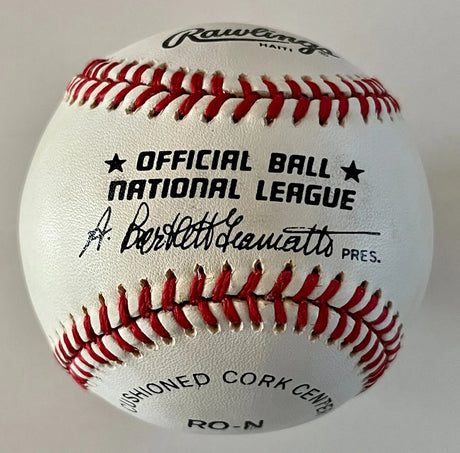 Rawlings
HAITI
★ OFFICIAL BALL ★
NATIONAL LEAGUE
A. Bartlett Giamatti PRES.
CUSHIONED CORK CENTER
RO-N